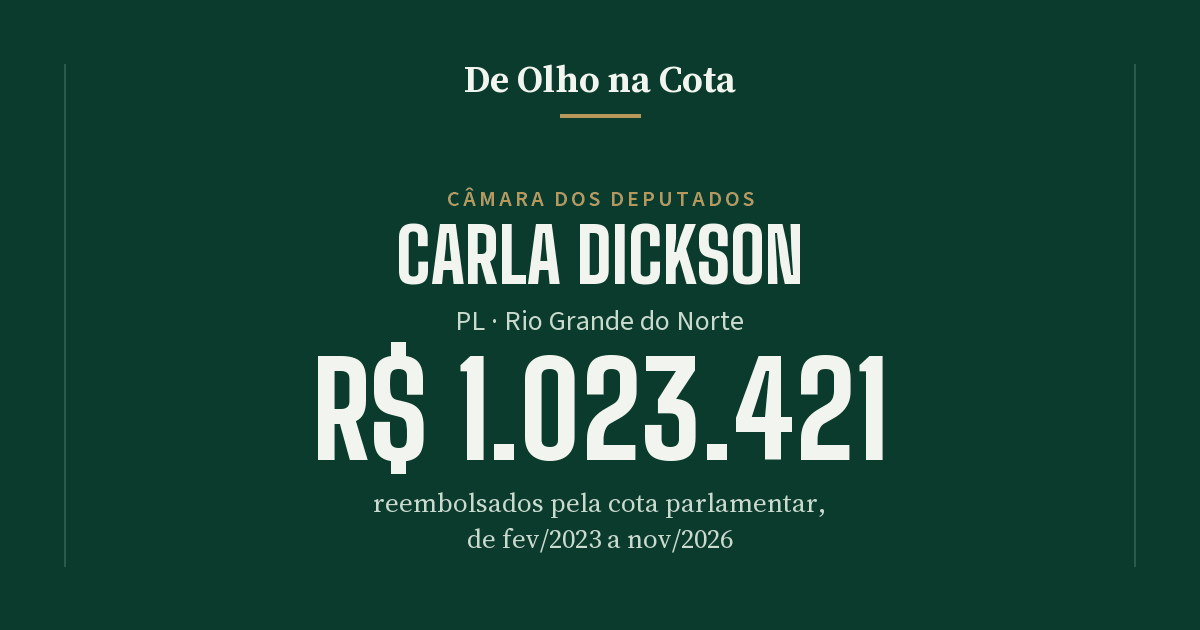 De Olho na Cota
CÂMARA DOS DEPUTADOS
CARLA DICKSON
PL · Rio Grande do Norte
R$ 1.023.421
reembolsados pela cota parlamentar,
de fev/2023 a nov/2026